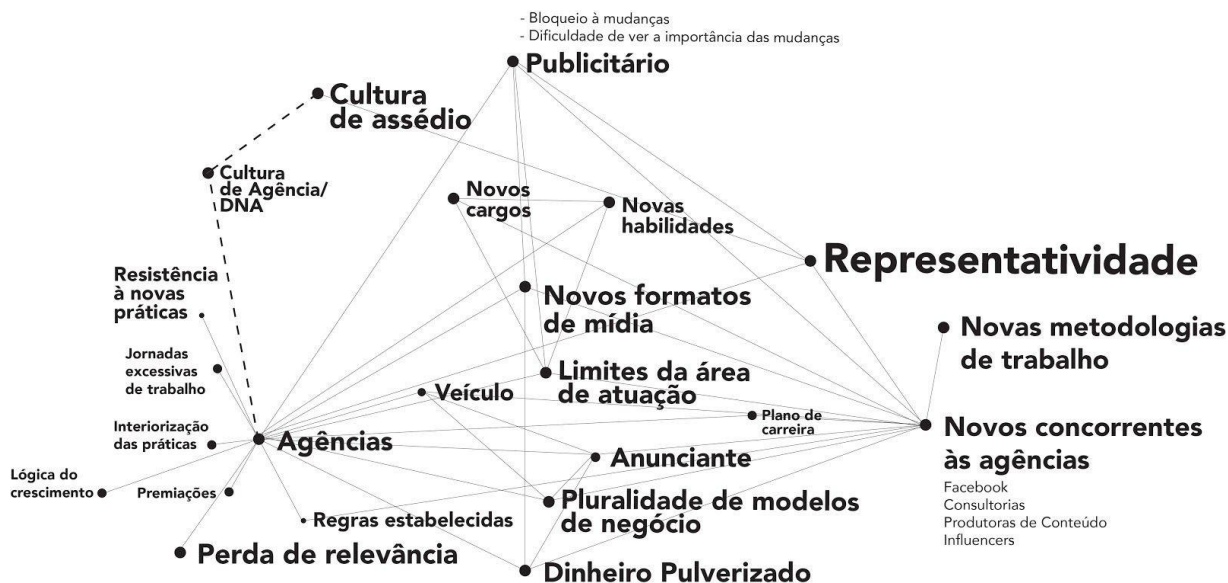 - Bloqueio à mudanças
- Dificuldade de ver a importância das mudanças
Publicitário
Cultura
de assédio
Cultura
de Agência/
DNA
Novos
cargos
Novas
habilidades
Representatividade
Resistência
à novas
práticas
Novos formatos
de mídia
Novas metodologias
de trabalho
Jornadas
excessivas
de trabalho
Limites da área
de atuação
Veículo
Plano de
carreira
Interiorização
das práticas
Agências
Novos concorrentes
às agências
Facebook
Consultorias
Produtoras de Conteúdo
Influencers
Anunciante
Lógica do
crescimento
Premiações
Pluralidade de modelos
de negócio
Regras estabelecidas
Perda de relevância
Dinheiro Pulverizado